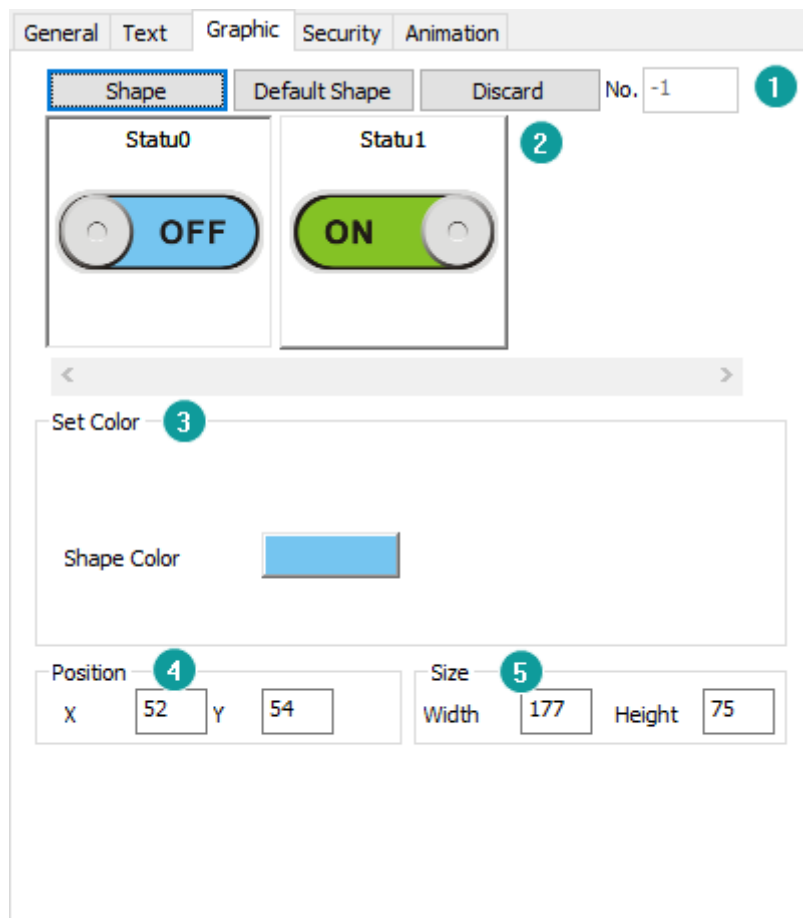 General Text Graphic Security Animation
Shape Default Shape Discard No. -1 1
Statu0 Statu1 2
OFF ON
< >
Set Color 3
Shape Color
Position 4 Size 5
X 52 Y 54 Width 177 Height 75